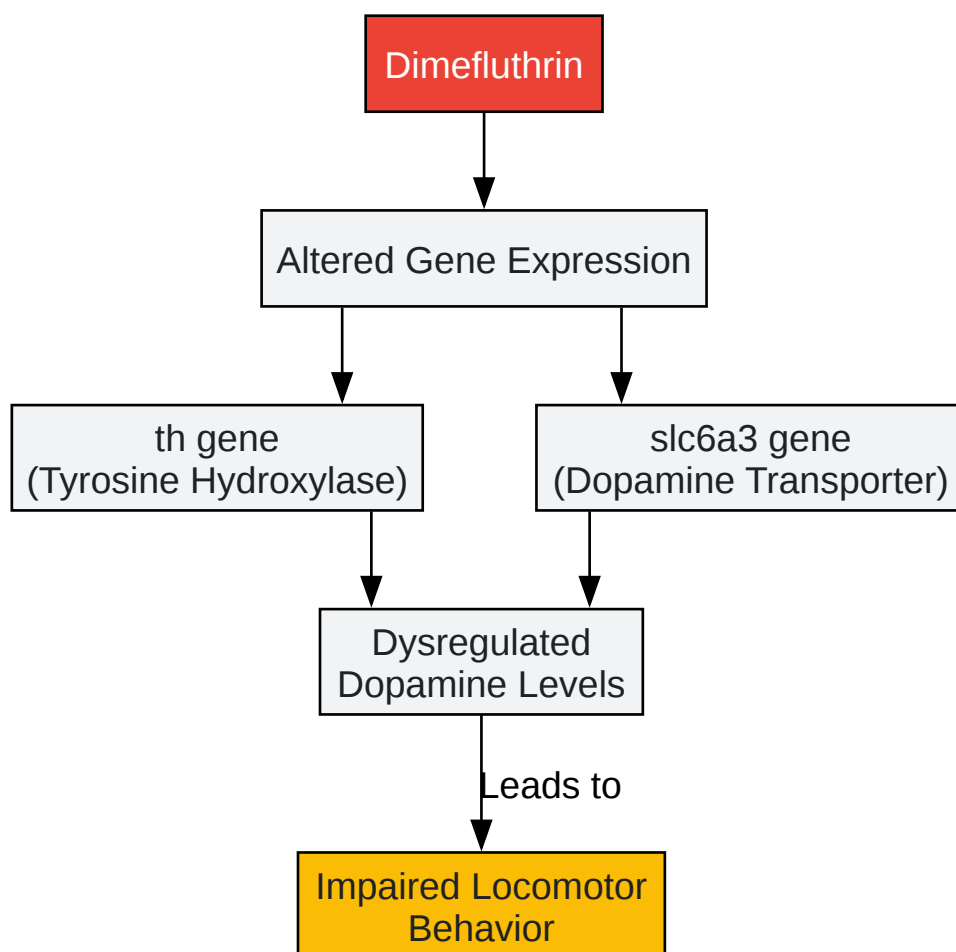 Dimefluthrin
Altered Gene Expression
th gene
(Tyrosine Hydroxylase)
slc6a3 gene
(Dopamine Transporter)
Dysregulated
Dopamine Levels
Leads to
Impaired Locomotor
Behavior